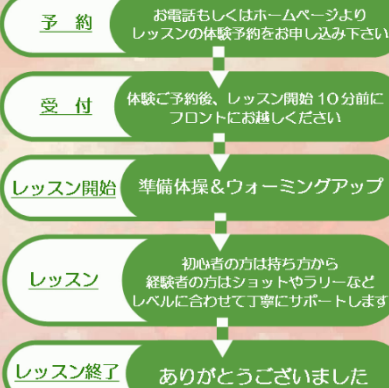 予 約
お電話もしくはホームページより
レッスンの体験予約をお申し込み下さい
受 付
体験ご予約後、レッスン開始10分前に
フロントにお越しください
レッスン開始
準備体操&ウォーミングアップ
レッスン
初心者の方は持ち方から
経験者の方はショットやラリーなど
レベルに合わせて丁寧にサポートします
レッスン終了
ありがとうございました